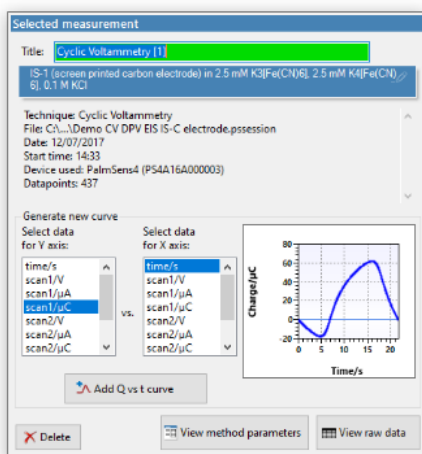 Selected measurement
Title: Cyclic Voltammetry [1]
IS-1 (screen printed carbon electrode) in 2.5 mM K3[Fe(CN)6], 2.5 mM K4[Fe(CN)
6], 0.1 M KCl
Technique: Cyclic Voltammetry
File: C:\...\Demo CV DPV EIS IS-C electrode.pssession
Date: 12/07/2017
Start time: 14:33
Device used: PalmSens4 (PS4A16A000003)
Datapoints: 437
Generate new curve
Select data
for Y axis:
time/s
scan1/V
scan1/µA
scan1/µC
scan2/V
scan2/µA
scan2/µC
vs.
Select data
for X axis:
time/s
scan1/V
scan1/µA
scan1/µC
scan2/V
scan2/µA
scan2/µC
Charge/µC
80
60
40
20
0
-20
0 5 10 15 20
Time/s
Add Q vs t curve
Delete
View method parameters
View raw data